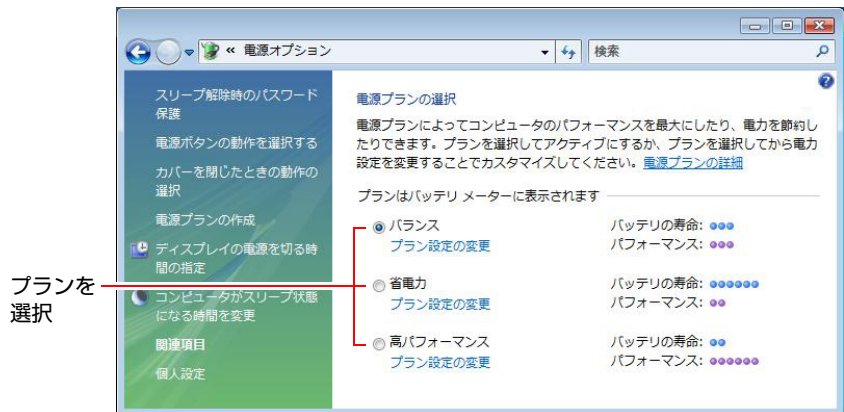 « 電源オプション
検索
スリープ解除時のパスワード
保護
電源ボタンの動作を選択する
カバーを閉じたときの動作の
選択
電源プランの作成
ディスプレイの電源を切る時
間の指定
コンピュータがスリープ状態
になる時間を変更
関連項目
個人設定
電源プランの選択
電源プランによってコンピュータのパフォーマンスを最大にしたり、電力を節約し
たりできます。プランを選択してアクティブにするか、プランを選択してから電力
設定を変更することでカスタマイズしてください。電源プランの詳細
プランはバッテリ メーターに表示されます
バランス
プラン設定の変更
バッテリの寿命:
パフォーマンス:
省電力
プラン設定の変更
バッテリの寿命:
パフォーマンス:
高パフォーマンス
プラン設定の変更
バッテリの寿命:
パフォーマンス:
プランを
選択